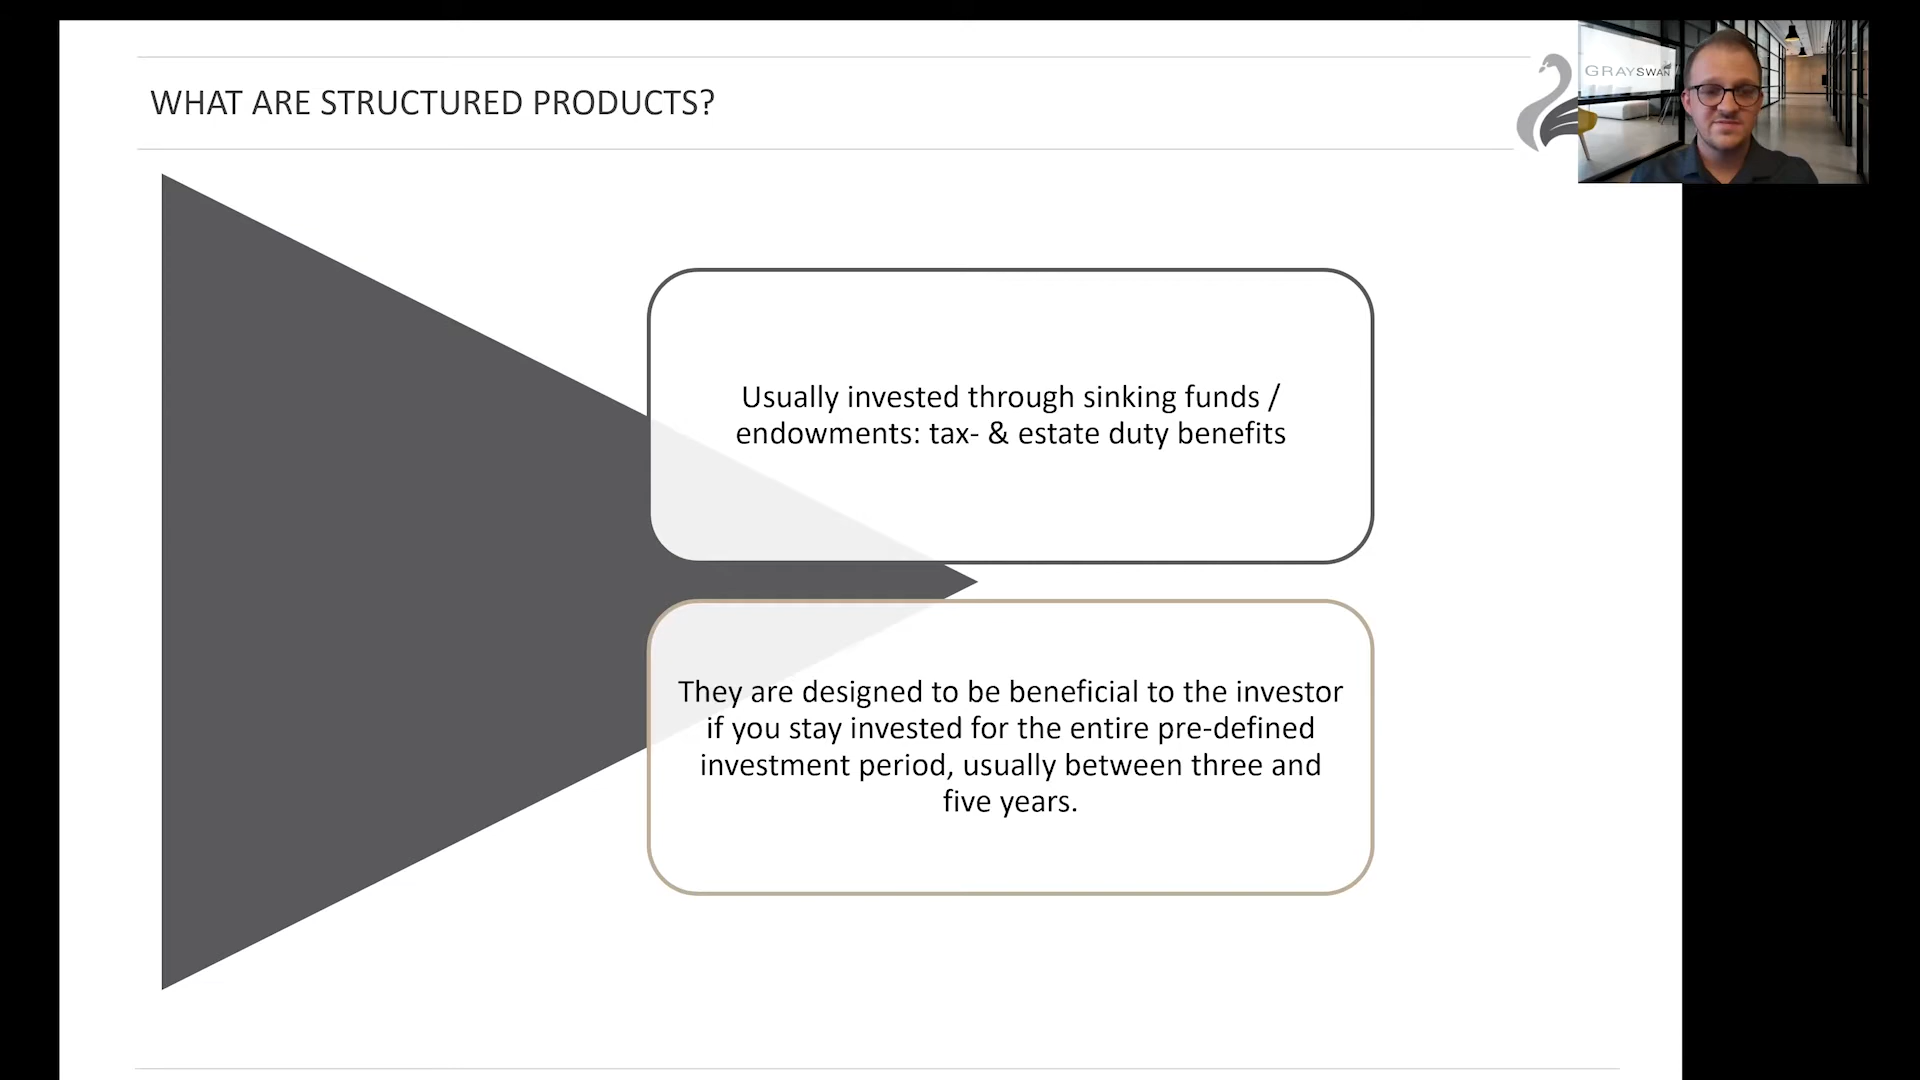 WHAT ARE STRUCTURED PRODUCTS?
GRAYSWAN
Usually invested through sinking funds /
endowments: tax- & estate duty benefits
They are designed to be beneficial to the investor
if you stay invested for the entire pre-defined
investment period, usually between three and
five years.